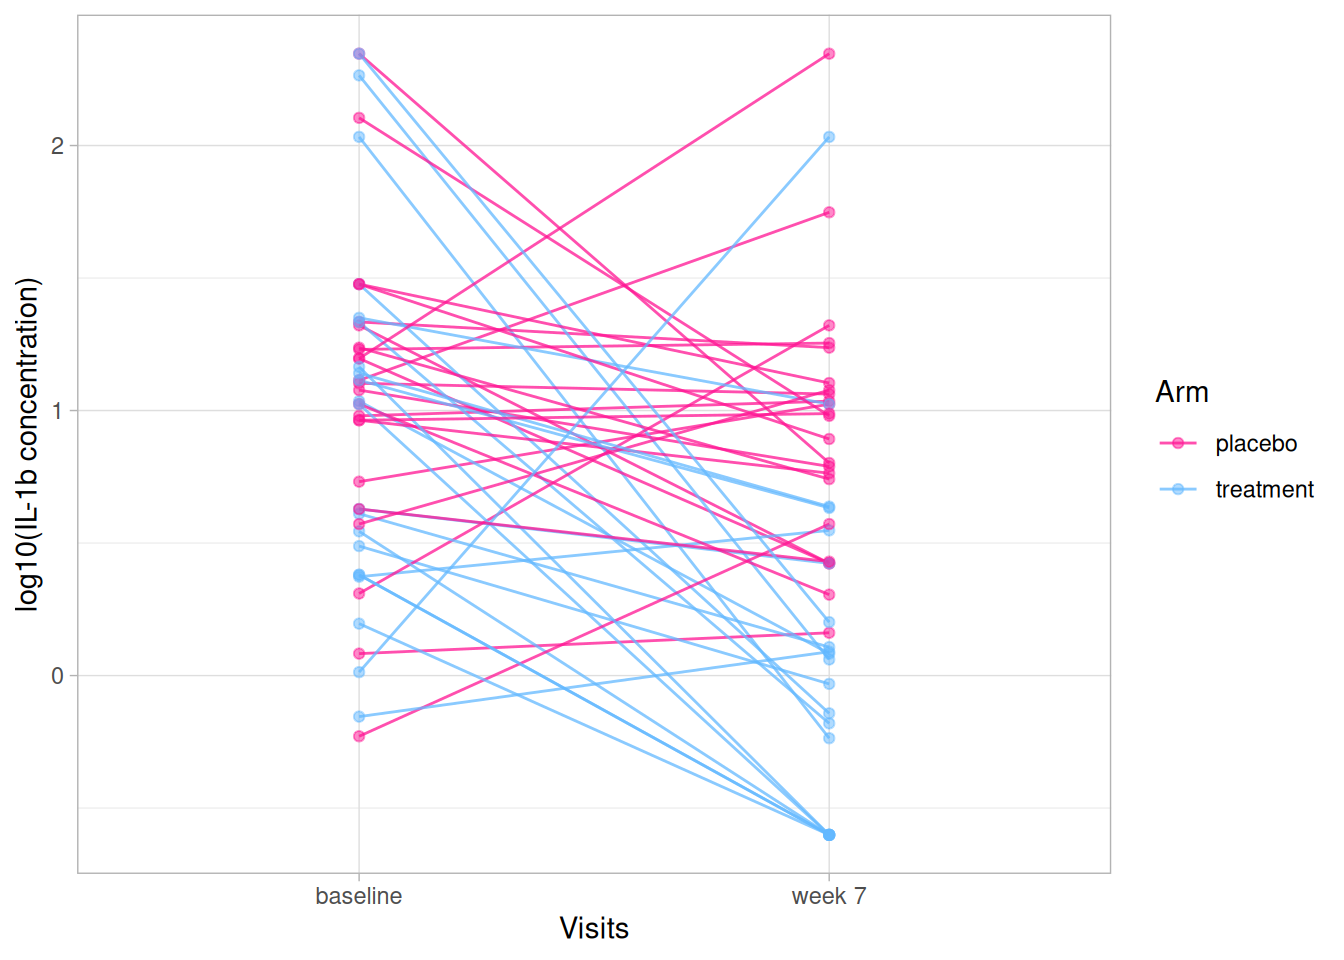 log10(IL-1b concentration)
2
1
0
baseline
week 7
Visits
Arm
placebo
treatment